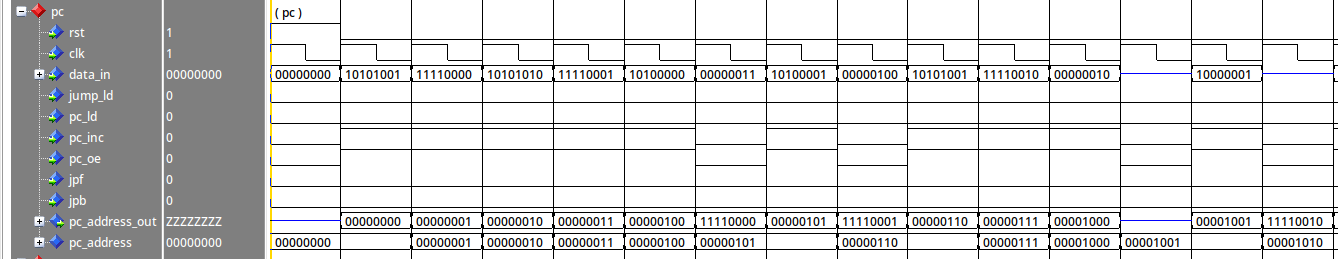 pc ( pc )
rst 1
clk 1
data_in 00000000 00000000 10101001 11110000 10101010 11110001 10100000 00000011 10100001 00000100 10101001 11110010 00000010 10000001
jump_ld 0
pc_ld 0
pc_inc 0
pc_oe 0
jpf 0
jpb 0
pc_address_out ZZZZZZZZ 00000000 00000001 00000010 00000011 00000100 11110000 00000101 11110001 00000110 00000111 00001000 00001001 11110010
pc_address 00000000 00000000 00000001 00000010 00000011 00000100 00000101 00000110 00000111 00001000 00001001 00001010